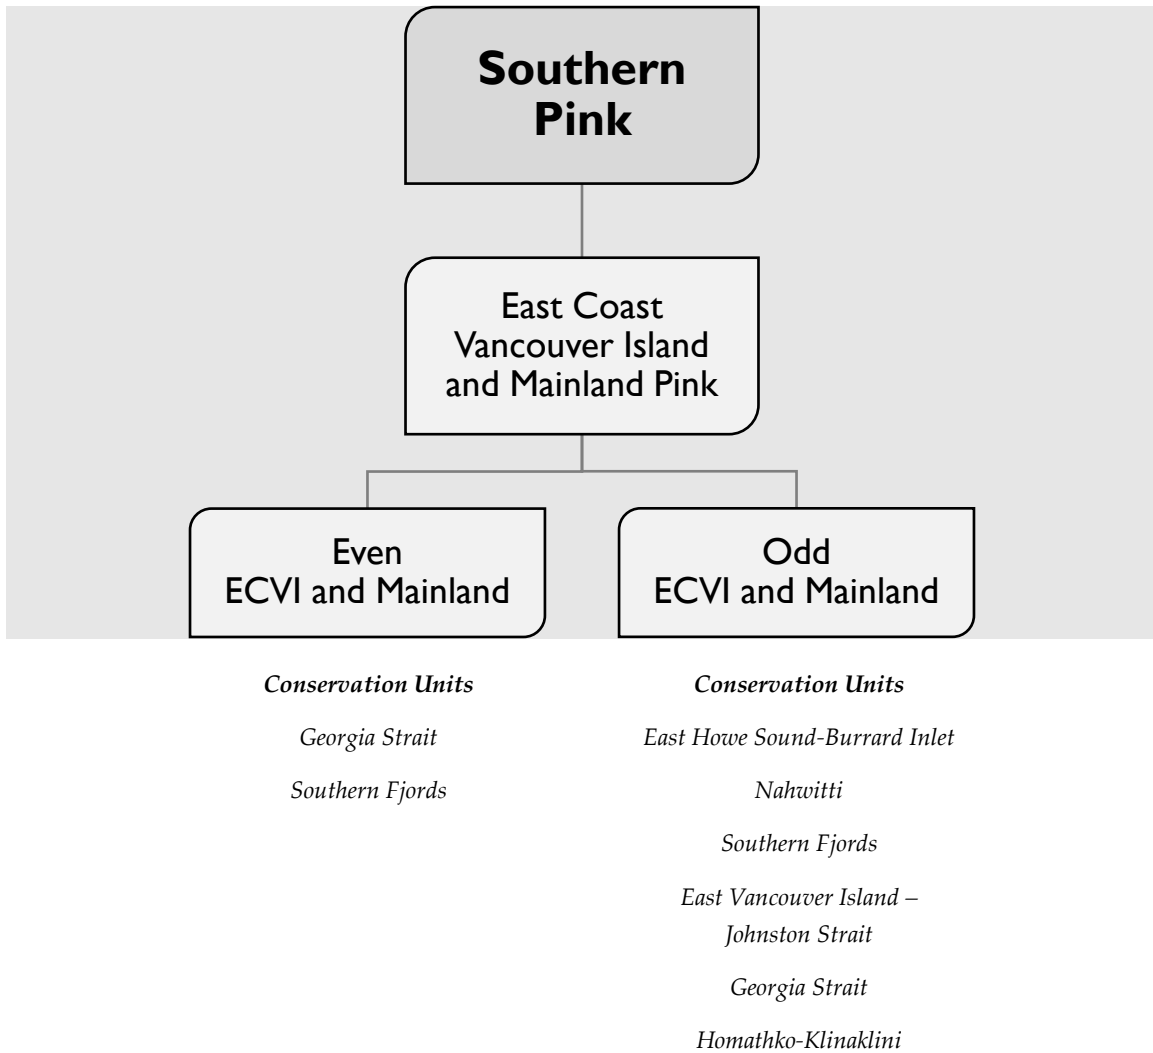 Southern
Pink
East Coast
Vancouver Island
and Mainland Pink
Even
ECVI and Mainland
Odd
ECVI and Mainland
Conservation Units
Georgia Strait
Southern Fjords
Conservation Units
East Howe Sound-Burrard Inlet
Nahwitti
Southern Fjords
East Vancouver Island –
Johnston Strait
Georgia Strait
Homathko-Klinaklini